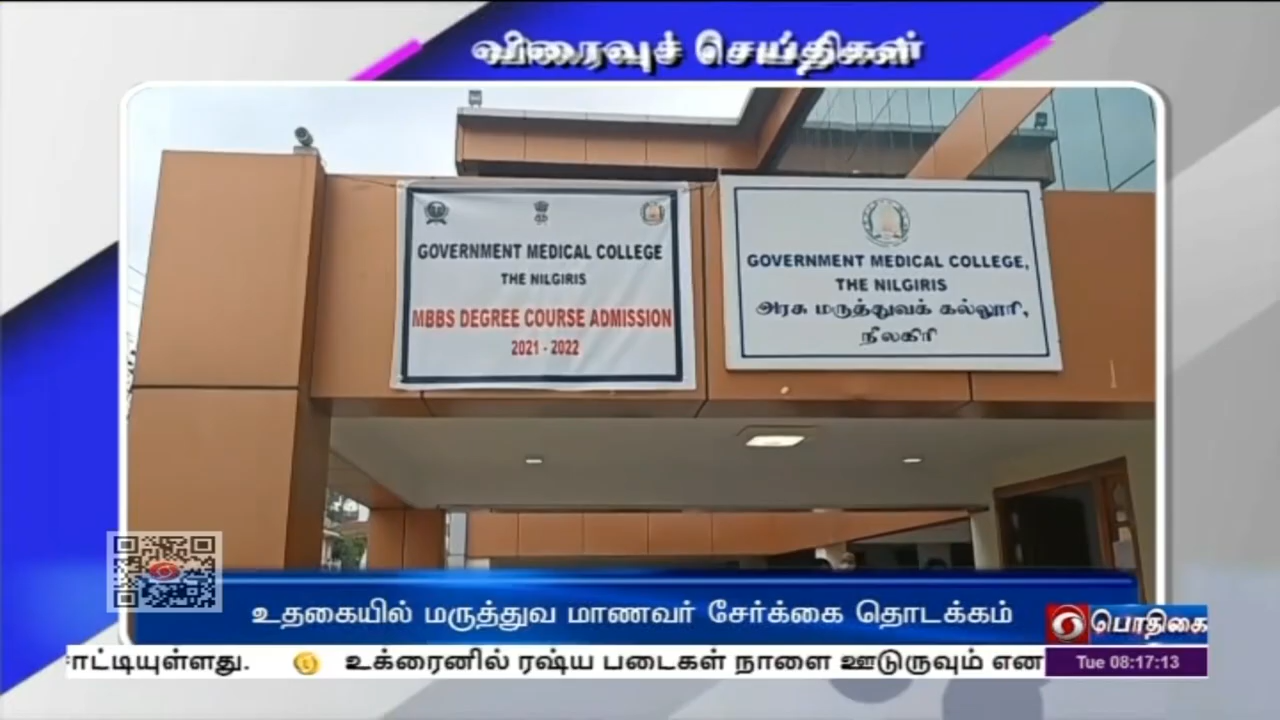 விரைவுச் செய்திகள்
GOVERNMENT MEDICAL COLLEGE
THE NILGIRIS
MBBS DEGREE COURSE ADMISSION
2021 - 2022
GOVERNMENT MEDICAL COLLEGE,
THE NILGIRIS
அரசு மருத்துவக் கல்லூரி,
நீலகிரி
உதகையில் மருத்துவ மாணவர் சேர்க்கை தொடக்கம்
பொதிகை
ாட்டியுள்ளது. உக்ரைனில் ரஷ்ய படைகள் நாளை ஊடுருவும் என
Tue 08:17:13